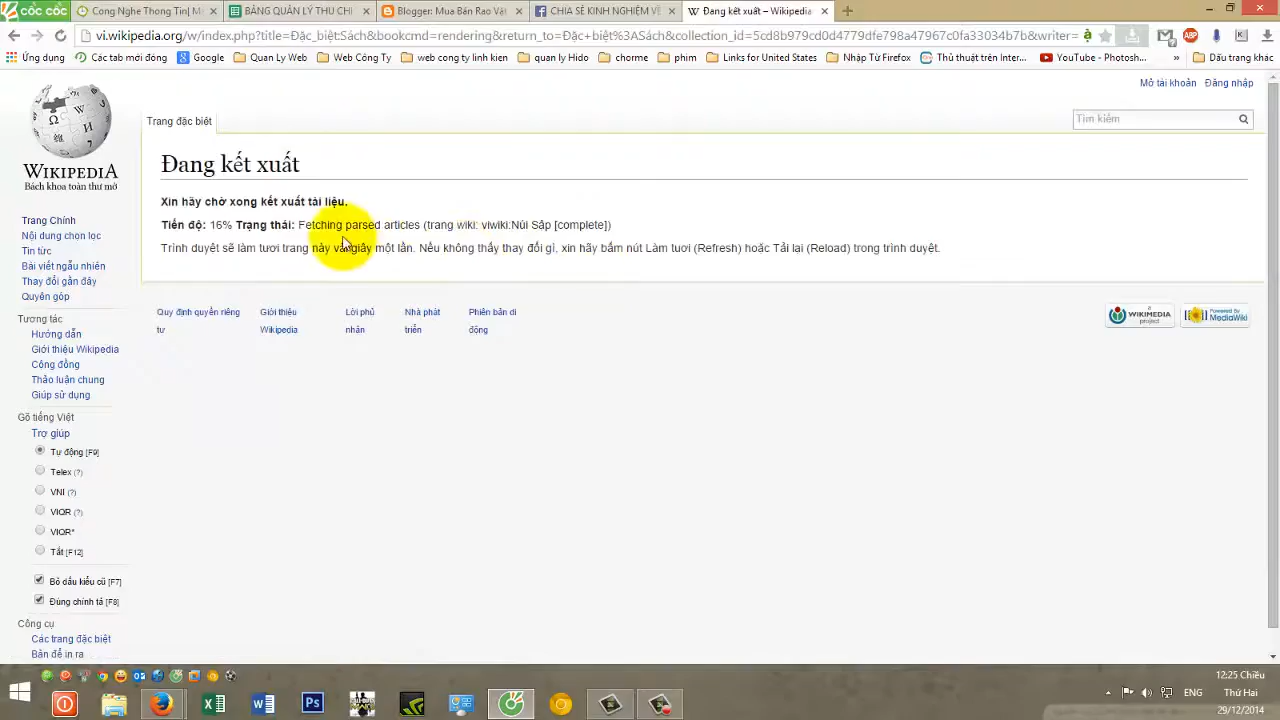 cốc cốc
Cong Nghe Thong Tin[ M
BẢNG QUẢN LÝ THU CHI
Blogger: Mua Bán Rao Vặt
CHIA SẺ KINH NGHIỆM VỀ
Đang kết xuất – Wikipedia
vi.wikipedia.org/w/index.php?title=Đặc_biệt:Sách&bookcmd=rendering&return_to=Đặc+biệt%3ASách&collection_id=5cd8b979cd0d4779dfe798a47967c0fa33034b7b&writer=
Ứng dụng
Các tab mới đóng
Google
Quan Ly Web
Web Công Ty
web cong ty linh kien
quan ly Hido
chorme
phim
Links for United States
Nhập Từ Firefox
Thủ thuật trên Inter...
YouTube - Photosh...
»
Dấu trang khác
Mở tài khoản Đăng nhập
Trang đặc biệt
Tìm kiếm
WIKIPEDIA
Bách khoa toàn thư mở
Đang kết xuất
Xin hãy chờ xong kết xuất tài liệu.
Tiến độ: 16% Trạng thái: Fetching parsed articles (trang wiki: viwiki:Núi Sập [complete])
Trình duyệt sẽ làm tươi trang này vài giây một lần. Nếu không thấy thay đổi gì, xin hãy bấm nút Làm tươi (Refresh) hoặc Tải lại (Reload) trong trình duyệt.
Trang Chính
Nội dung chọn lọc
Tin tức
Bài viết ngẫu nhiên
Thay đổi gần đây
Quyên góp
Quy định quyền riêng tư
Giới thiệu Wikipedia
Lời phủ nhận
Nhà phát triển
Phiên bản di động
A WIKIMEDIA project
Powered By MediaWiki
Tương tác
Hướng dẫn
Giới thiệu Wikipedia
Cộng đồng
Thảo luận chung
Giúp sử dụng
Gõ tiếng Việt
Trợ giúp
Tự động [F9]
Telex (?)
VNI (?)
VIQR (?)
VIQR*
Tắt [F12]
Bỏ dấu kiểu cũ [F7]
Đúng chính tả [F8]
Công cụ
Các trang đặc biệt
Bản để in ra
12:25 Chiều
ENG
Thứ Hai
29/12/2014